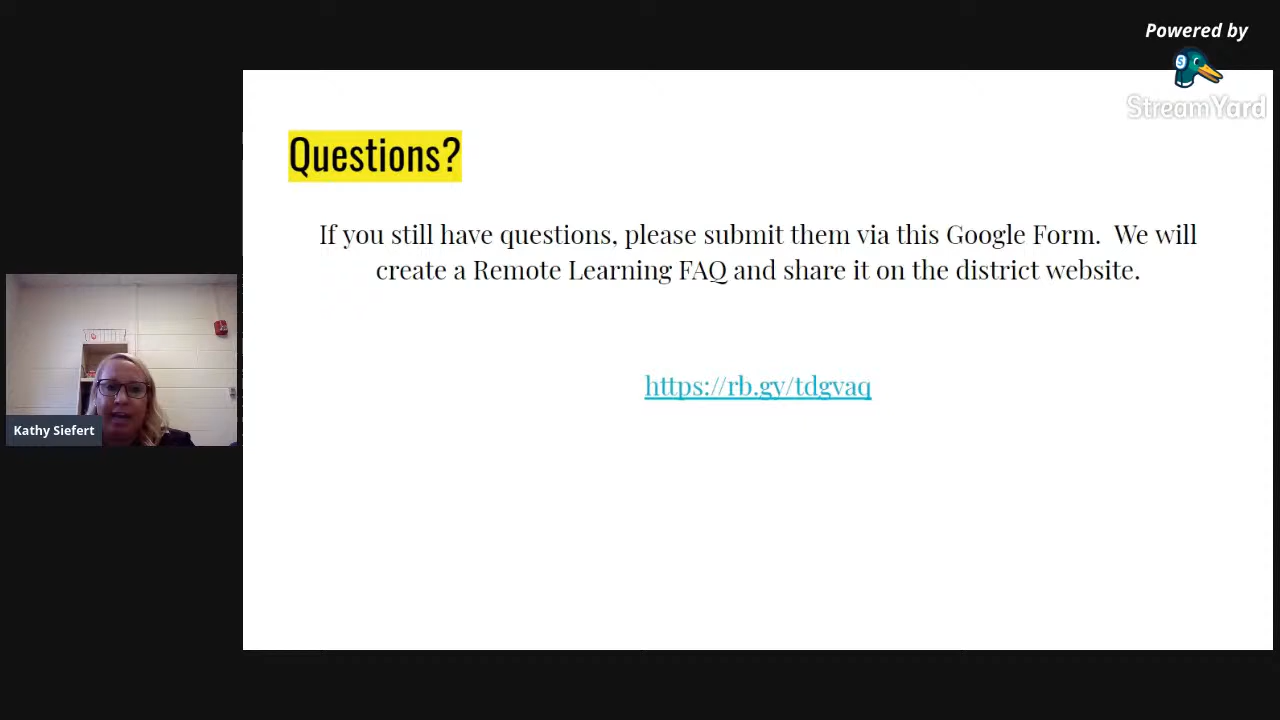 Powered by
StreamYard
Questions?
If you still have questions, please submit them via this Google Form.  We will
create a Remote Learning FAQ and share it on the district website.
https://rb.gy/tdgvaq
Kathy Siefert